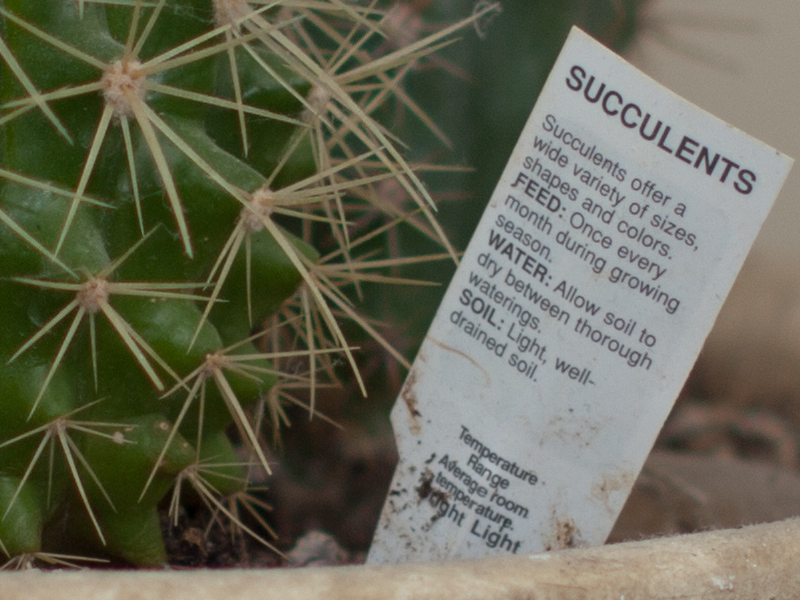 SUCCULENTS
Succulents offer a
wide variety of sizes,
shapes and colors.
FEED: Once every
month during growing
season.
WATER: Allow soil to
dry between thorough
waterings.
SOIL: Light, well-
drained soil.
Temperature
Range
Average room
temperature.
Light